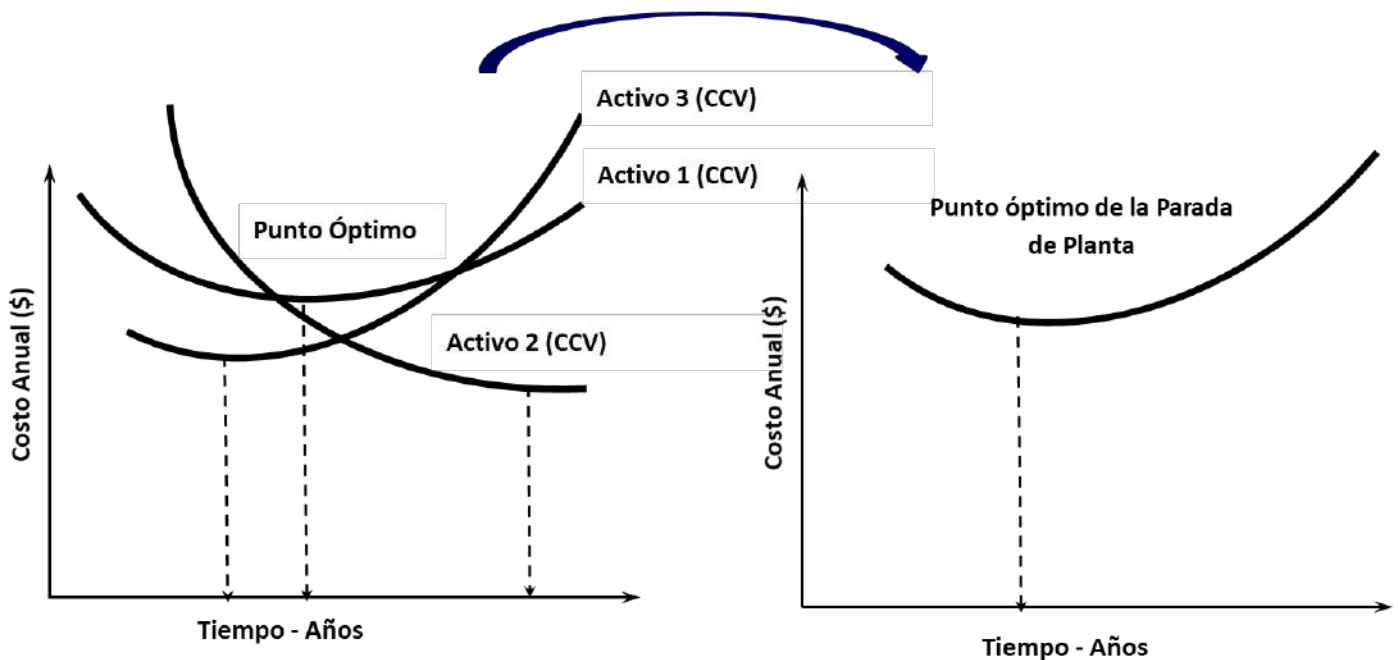 Activo 3 (CCV)
Activo 1 (CCV)
Punto Óptimo
Activo 2 (CCV)
Costo Anual ($)
Tiempo - Años
Punto óptimo de la Parada
de Planta
Costo Anual ($)
Tiempo - Años